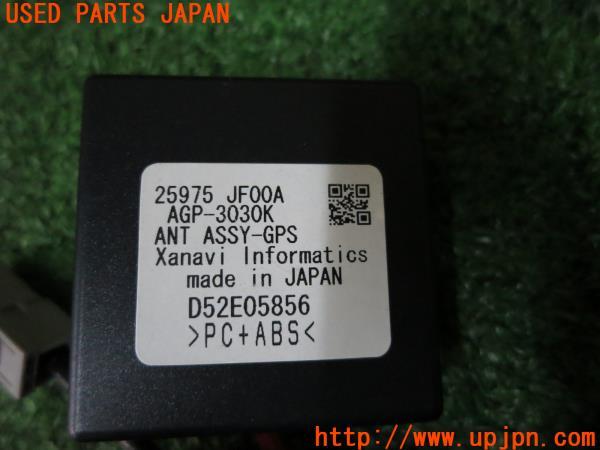 USED PARTS JAPAN
25975 JF00A
AGP-3030K
ANT ASSY-GPS
Xanavi Informatics
made in JAPAN
D52E05856
>PC+ABS<
http://www.upjpn.com